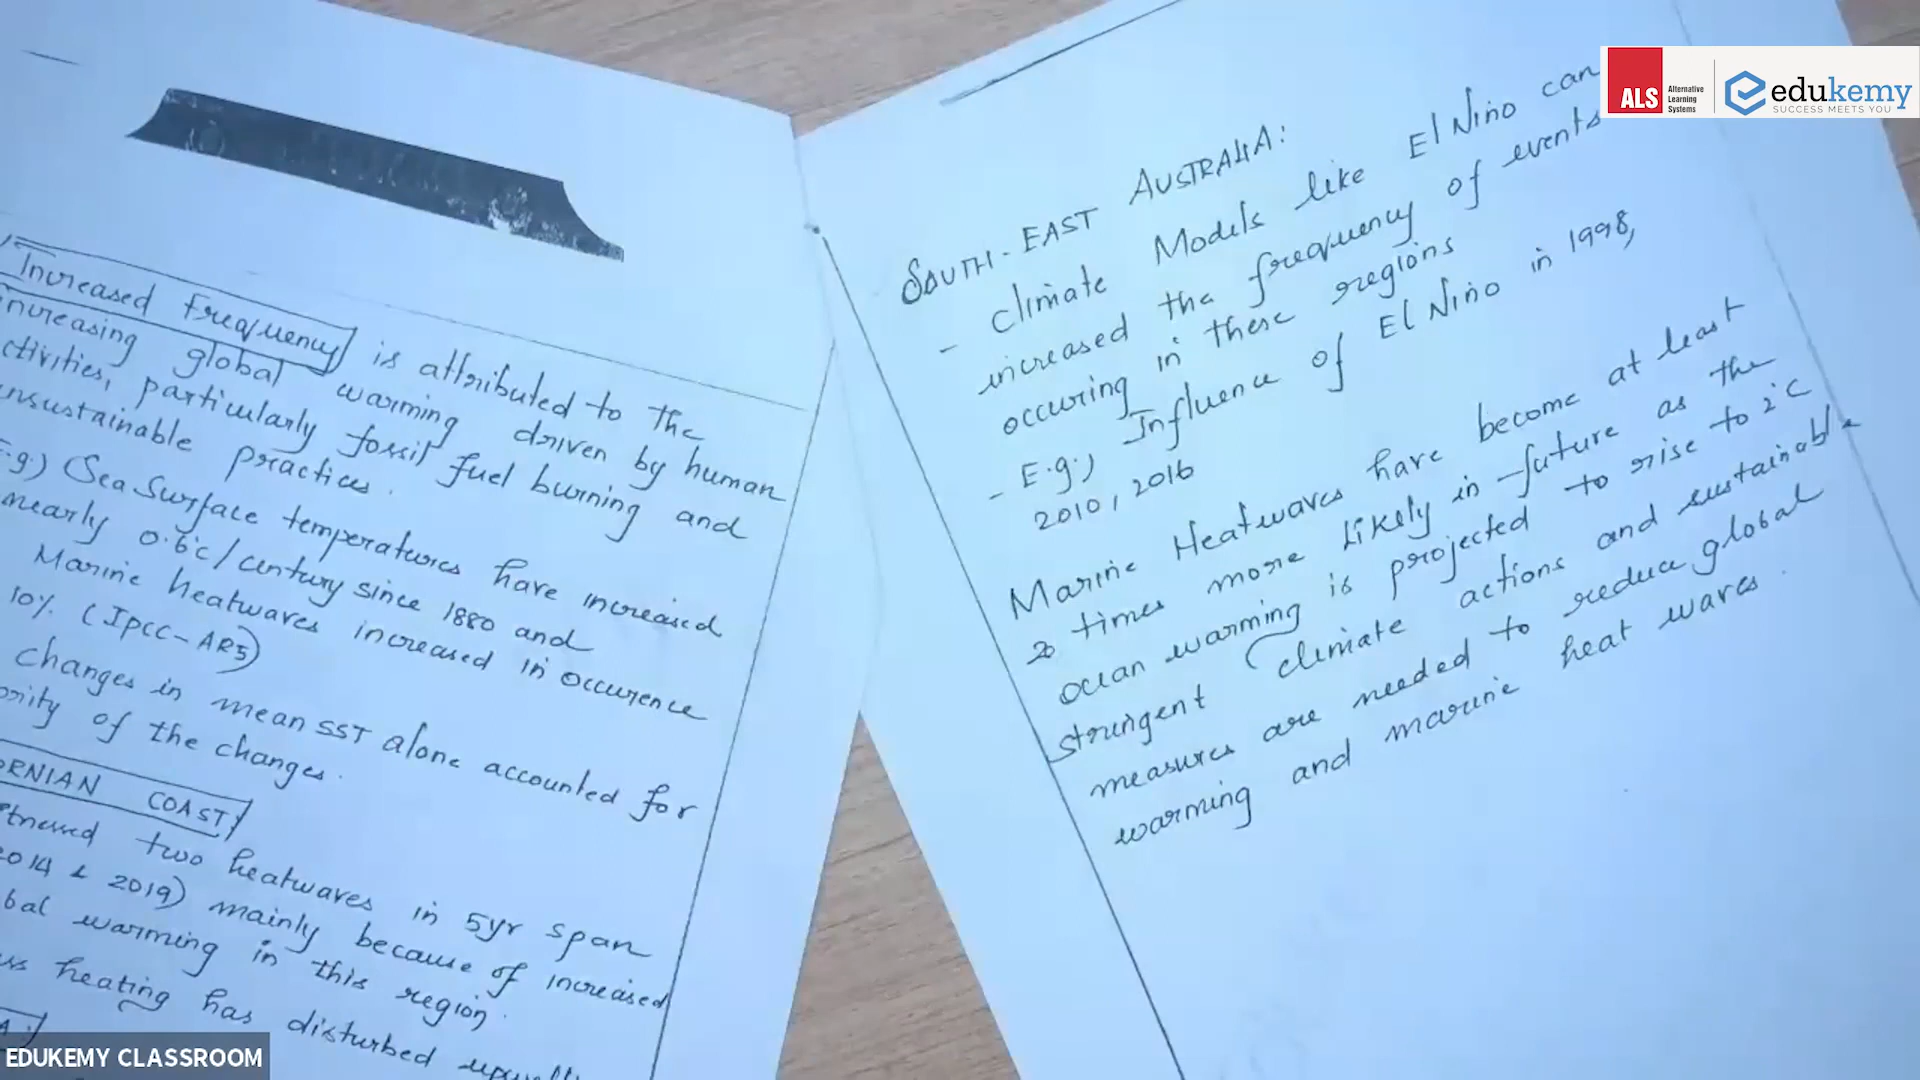 Increased Frequency is attributed to the
increasing global warming driven by human
ctivities, particularly fossil fuel burning and
unsustainable practices.
E.g.) (Sea Surface temperatures have increased
nearly 0.6°c/century since 1880 and
Marine heatwaves increased in occurence
10% (IPCC-AR5)
changes in mean SST alone accounted for
ority of the changes.
ORNIAN COAST
tnessed two heatwaves in 5yr span
2014 & 2019) mainly because of increased
bal warming in this region.
ss heating has disturbed
SOUTH-EAST AUSTRALIA:
- Climate Models like El Nino can
increased the frequency of events
occuring in these regions
- E.g., Influence of El Nino in 1998,
2010, 2016
Marine Heatwaves have become at least
20 times more likely in future as the
ocean warming is projected to rise to 2°C
stringent climate actions and sustainable
measures are needed to reduce global
warming and marine heat waves.
ALS
Alternative
Learning
Systems
edukemy
SUCCESS MEETS YOU
EDUKEMY CLASSROOM